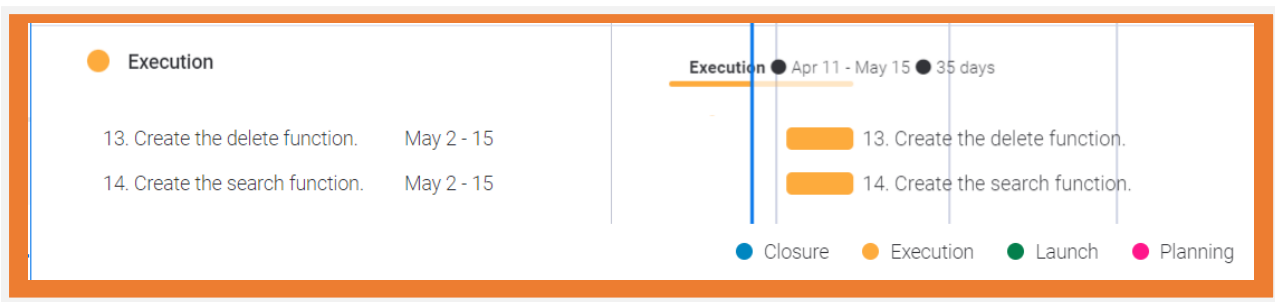 Execution
Execution ● Apr 11 - May 15 ● 35 days
13. Create the delete function. May 2 - 15
13. Create the delete function.
14. Create the search function. May 2 - 15
14. Create the search function.
Closure Execution Launch Planning